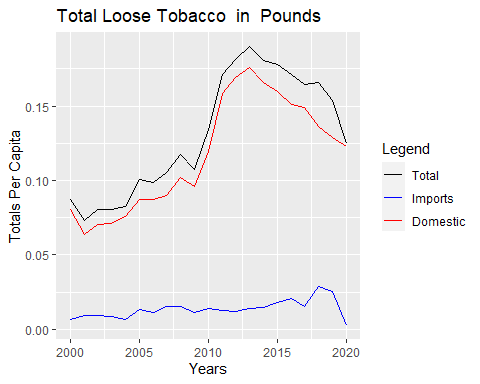 Total Loose Tobacco  in  Pounds
0.15
0.10
0.05
0.00
Totals Per Capita
2000
2005
2010
2015
2020
Years
Legend
Total
Imports
Domestic